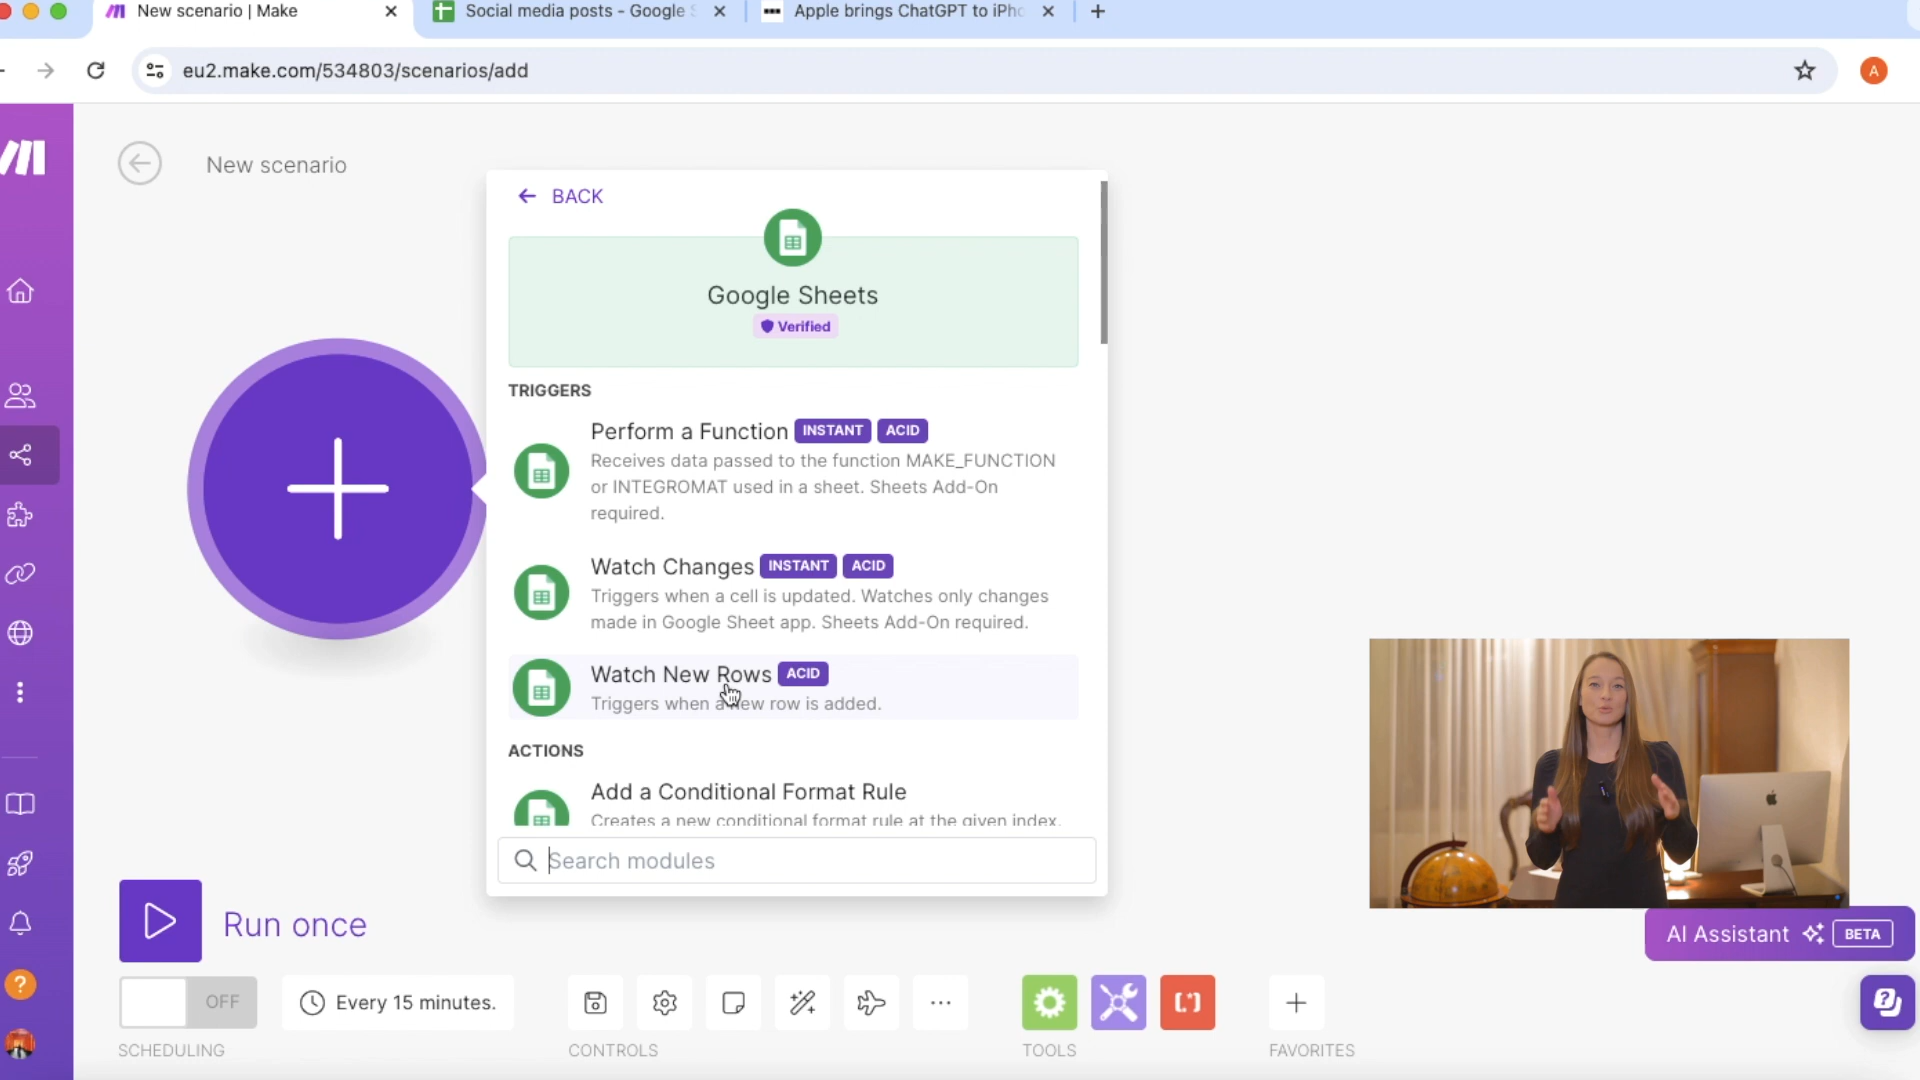 New scenario | Make
Social media posts - Google S
Apple brings ChatGPT to iPho
eu2.make.com/534803/scenarios/add
A
New scenario
BACK
Google Sheets
Verified
TRIGGERS
Perform a Function INSTANT ACID
Receives data passed to the function MAKE_FUNCTION
or INTEGROMAT used in a sheet. Sheets Add-On
required.
Watch Changes INSTANT ACID
Triggers when a cell is updated. Watches only changes
made in Google Sheet app. Sheets Add-On required.
Watch New Rows ACID
Triggers when a new row is added.
ACTIONS
Add a Conditional Format Rule
Creates a new conditional format rule at the given index.
Search modules
Run once
AI Assistant BETA
OFF
Every 15 minutes.
SCHEDULING
CONTROLS
TOOLS
FAVORITES